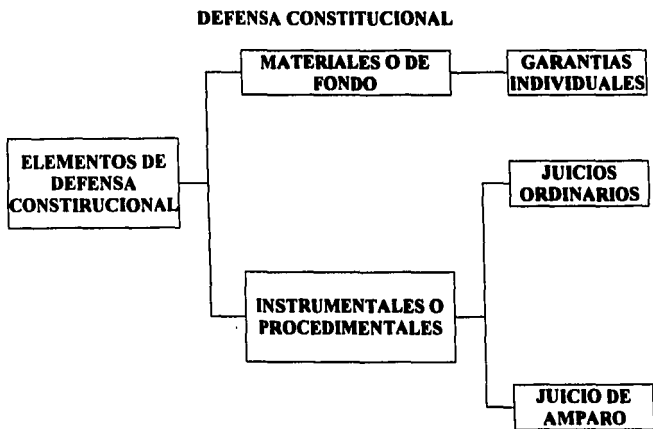 DEFENSA CONSTITUCIONAL
MATERIALES O DE
FONDO
GARANTIAS
INDIVIDUALES
ELEMENTOS DE
DEFENSA
CONSTIRUCIONAL
JUICIOS
ORDINARIOS
INSTRUMENTALES O
PROCEDIMENTALES
JUICIO DE
AMPARO